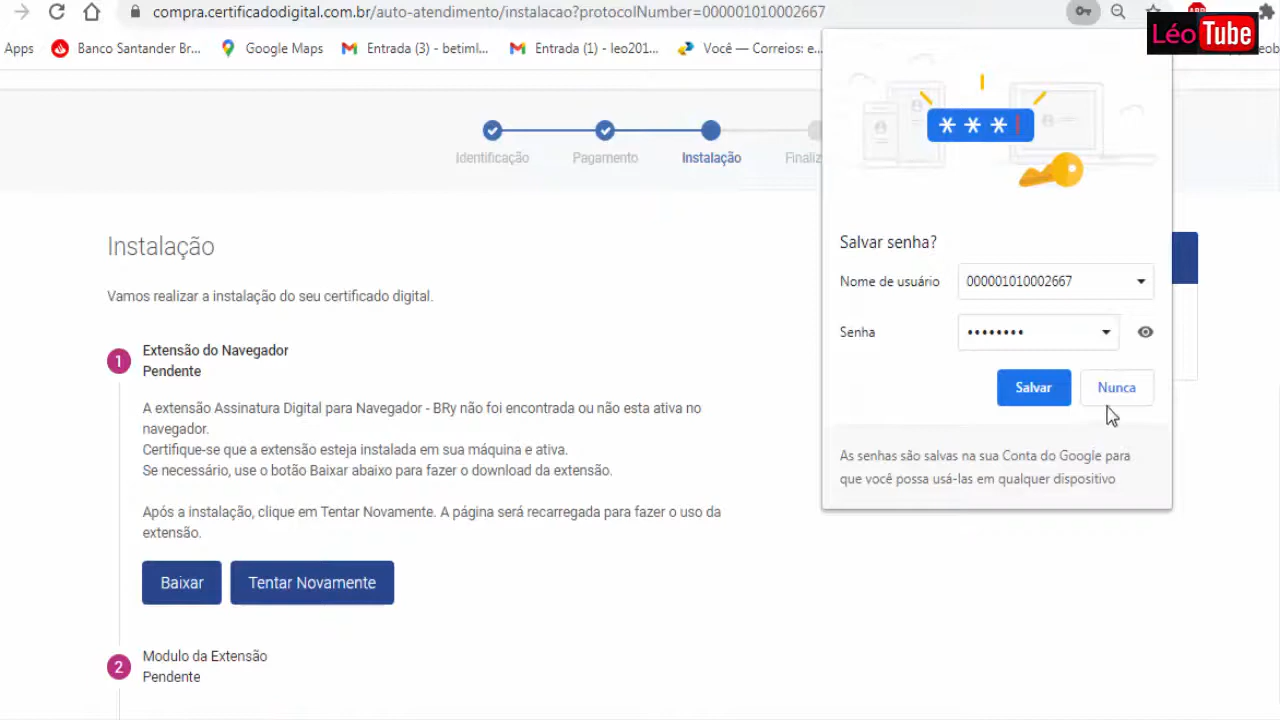 compra.certificadodigital.com.br/auto-atendimento/instalacao?protocolNumber=000001010002667
ABP
LéoTube
Apps
Banco Santander Br...
Google Maps
Entrada (3) - betiml...
Entrada (1) - leo201...
Você — Correios: e...
Identificação
Pagamento
Instalação
Finaliz
* * * !
Instalação
Vamos realizar a instalação do seu certificado digital.
1
Extensão do Navegador
Pendente
A extensão Assinatura Digital para Navegador - BRy não foi encontrada ou não esta ativa no
navegador.
Certifique-se que a extensão esteja instalada em sua máquina e ativa.
Se necessário, use o botão Baixar abaixo para fazer o download da extensão.
Após a instalação, clique em Tentar Novamente. A página será recarregada para fazer o uso da
extensão.
Baixar
Tentar Novamente
2
Modulo da Extensão
Pendente
Salvar senha?
Nome de usuário
000001010002667
Senha
••••••••
Salvar
Nunca
As senhas são salvas na sua Conta do Google para
que você possa usá-las em qualquer dispositivo